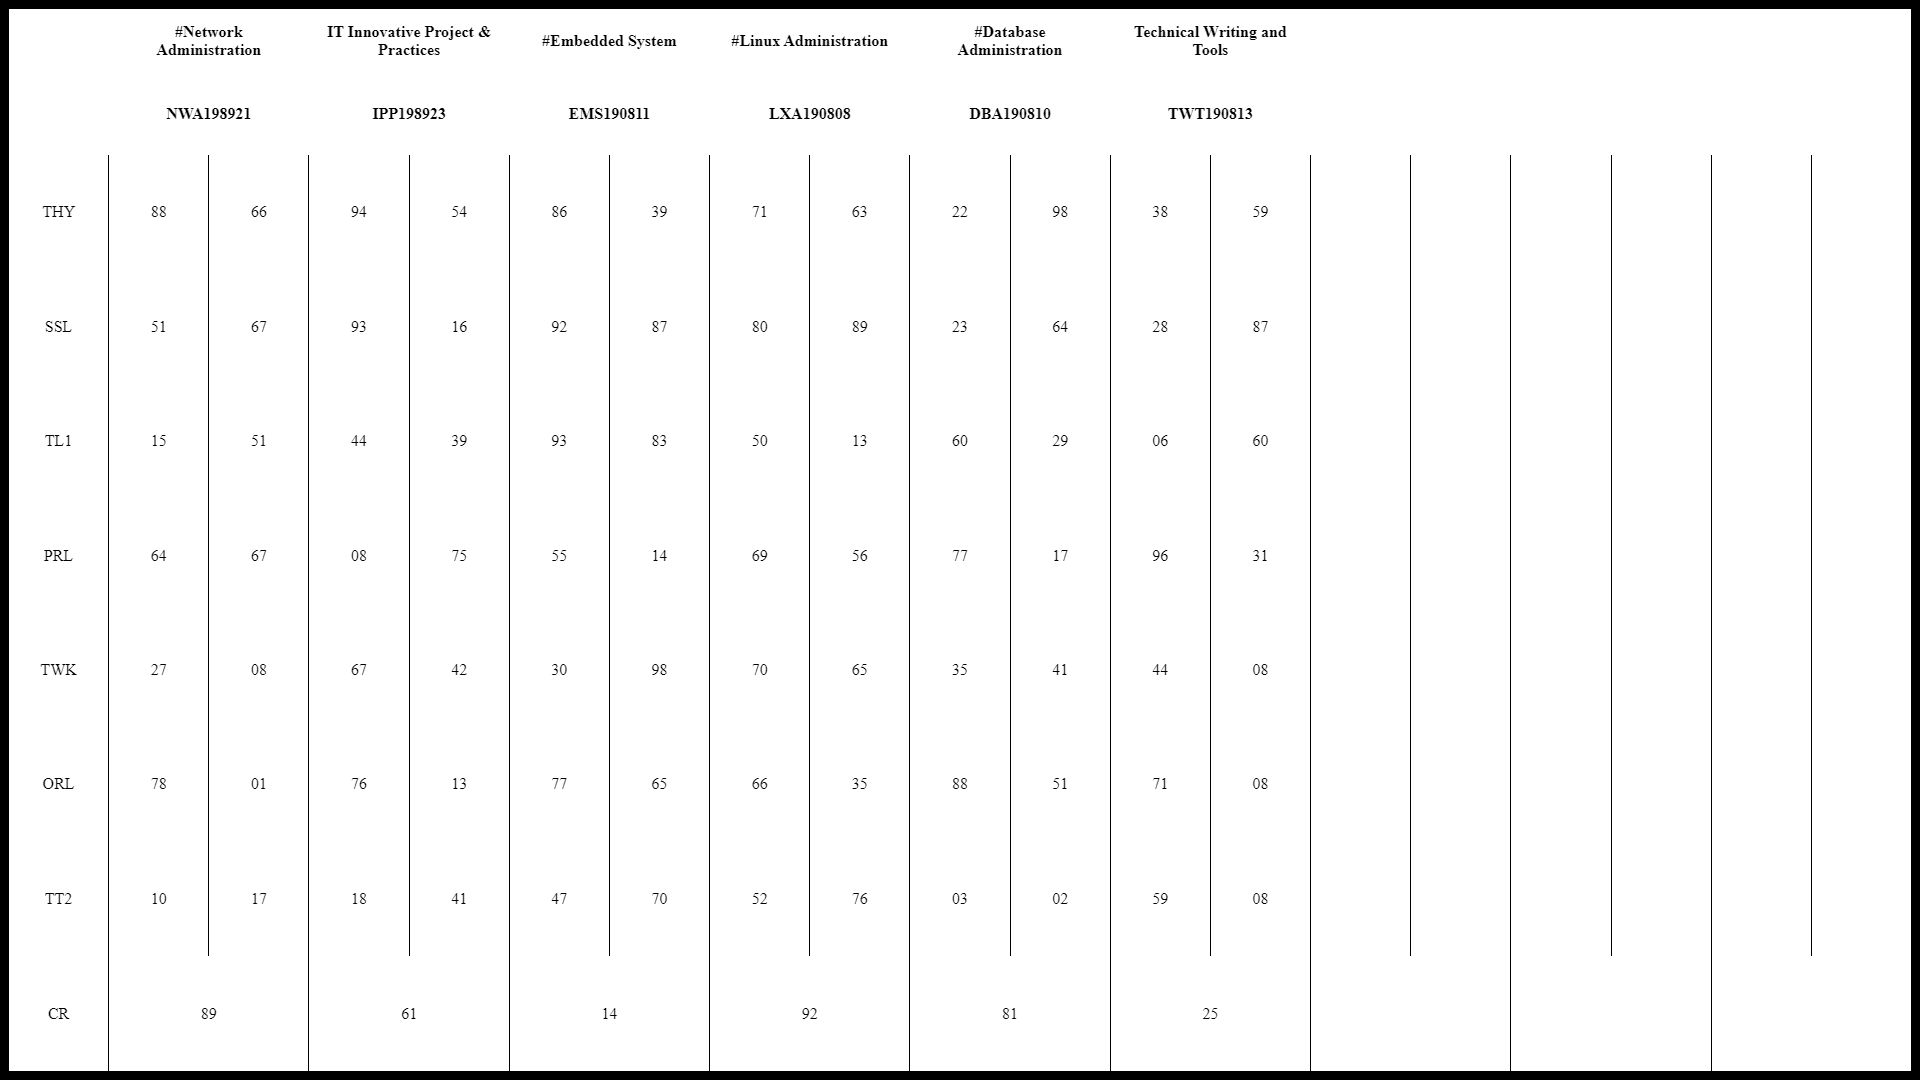 #Network
Administration
IT Innovative Project &
Practices
#Embedded System
#Linux Administration
#Database
Administration
Technical Writing and
Tools
NWA198921 IPP198923 EMS190811 LXA190808 DBA190810 TWT190813
THY 88 66 94 54 86 39 71 63 22 98 38 59
SSL 51 67 93 16 92 87 80 89 23 64 28 87
TL1 15 51 44 39 93 83 50 13 60 29 06 60
PRL 64 67 08 75 55 14 69 56 77 17 96 31
TWK 27 08 67 42 30 98 70 65 35 41 44 08
ORL 78 01 76 13 77 65 66 35 88 51 71 08
TT2 10 17 18 41 47 70 52 76 03 02 59 08
CR 89 61 14 92 81 25